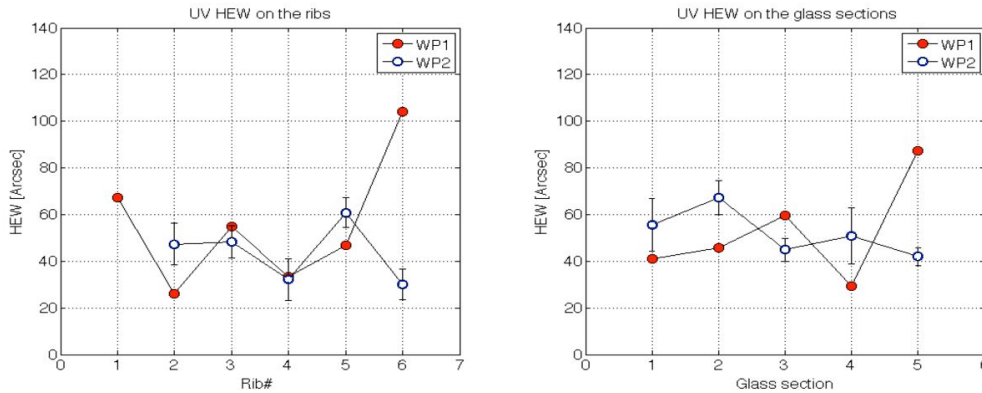 UV HEW on the ribs
140
120
100
80
60
40
20
0
HEW [Arcsec]
WP1
WP2
0 1 2 3 4 5 6 7
Rib#
UV HEW on the glass sections
140
120
100
80
60
40
20
0
HEW [Arcsec]
WP1
WP2
0 1 2 3 4 5 6
Glass section